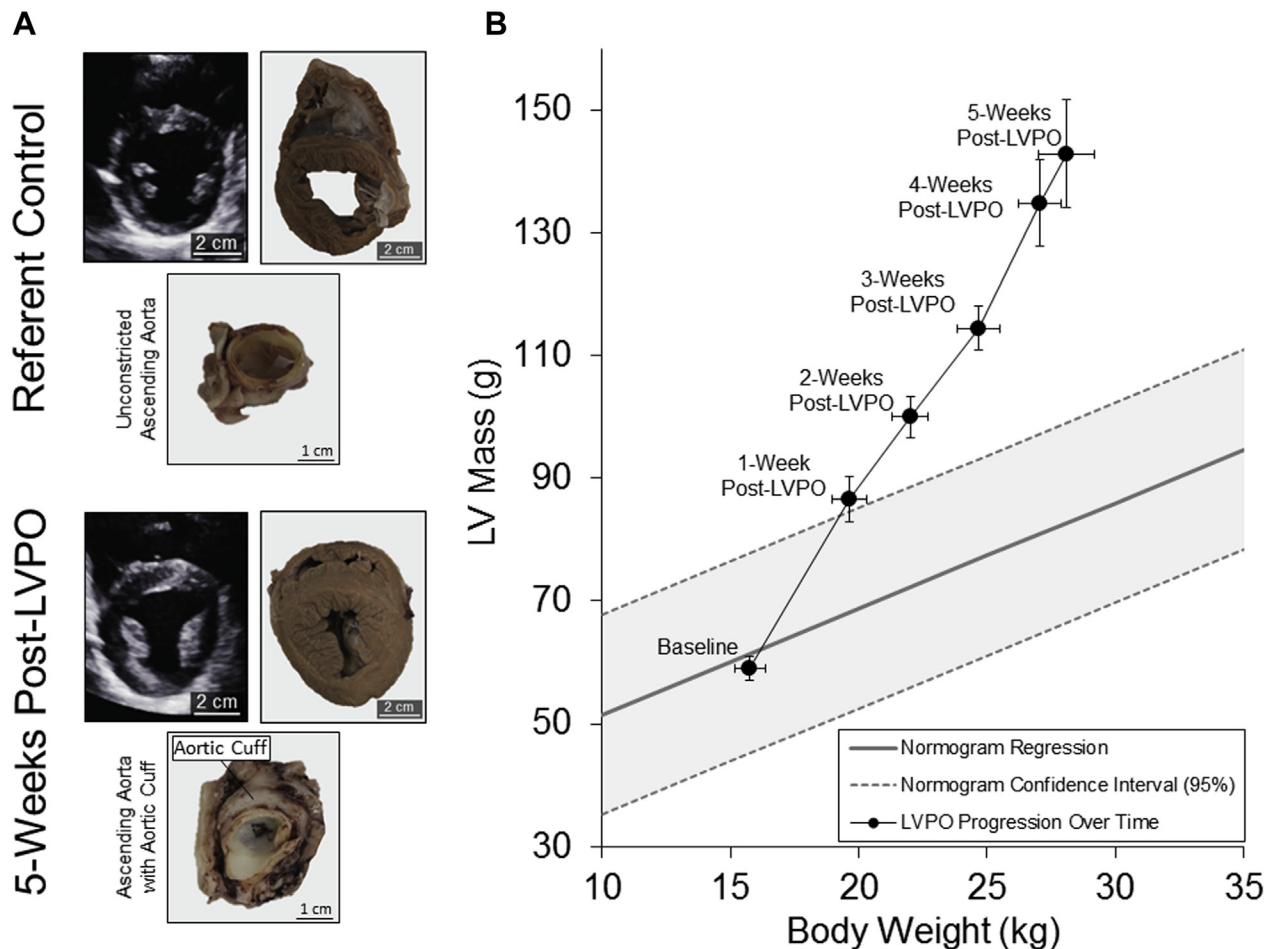 A
Referent Control
2 cm
2 cm
Unconstricted
Ascending Aorta
1 cm
5-Weeks Post-LVPO
2 cm
2 cm
Aortic Cuff
Ascending Aorta
with Aortic Cuff
1 cm
B
LV Mass (g)
150
130
110
90
70
50
30
5-Weeks
Post-LVPO
4-Weeks
Post-LVPO
3-Weeks
Post-LVPO
2-Weeks
Post-LVPO
1-Week
Post-LVPO
Baseline
Normogram Regression
Normogram Confidence Interval (95%)
LVPO Progression Over Time
10 15 20 25 30 35
Body Weight (kg)